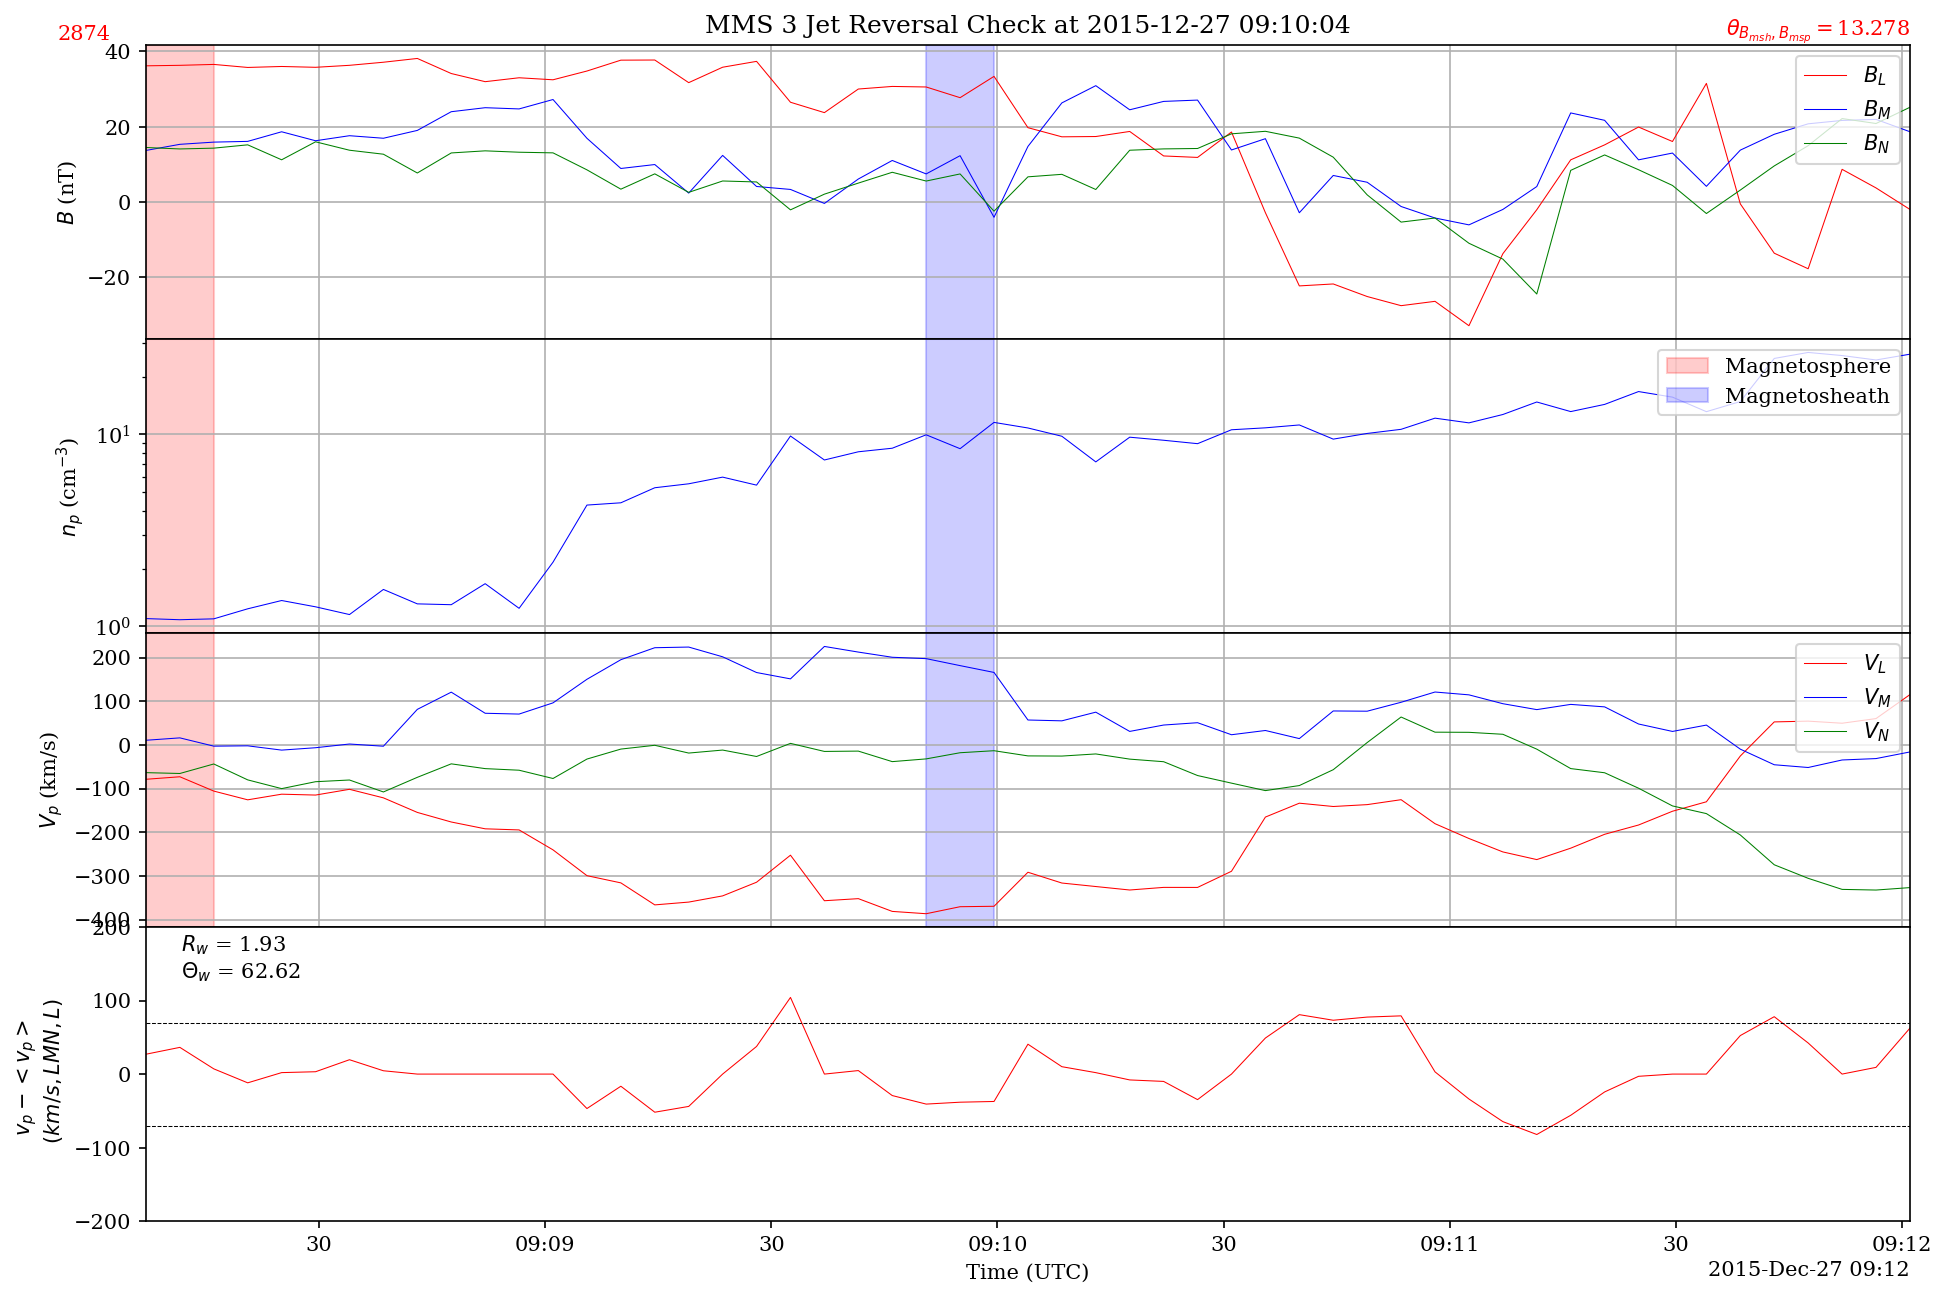 2874
MMS 3 Jet Reversal Check at 2015-12-27 09:10:04
θ_{B_{msh}, B_{msp}} = 13.278
40
20
0
−20
B (nT)
B_L
B_M
B_N
10^1
10^0
n_p (cm^{−3})
Magnetosphere
Magnetosheath
200
100
0
−100
−200
−300
−400
V_p (km/s)
V_L
V_M
V_N
200
100
0
−100
−200
v_p − < v_p >
(km/s, LMN, L)
R_w = 1.93
Θ_w = 62.62
30
09:09
30
09:10
30
09:11
30
09:12
Time (UTC)
2015-Dec-27 09:12